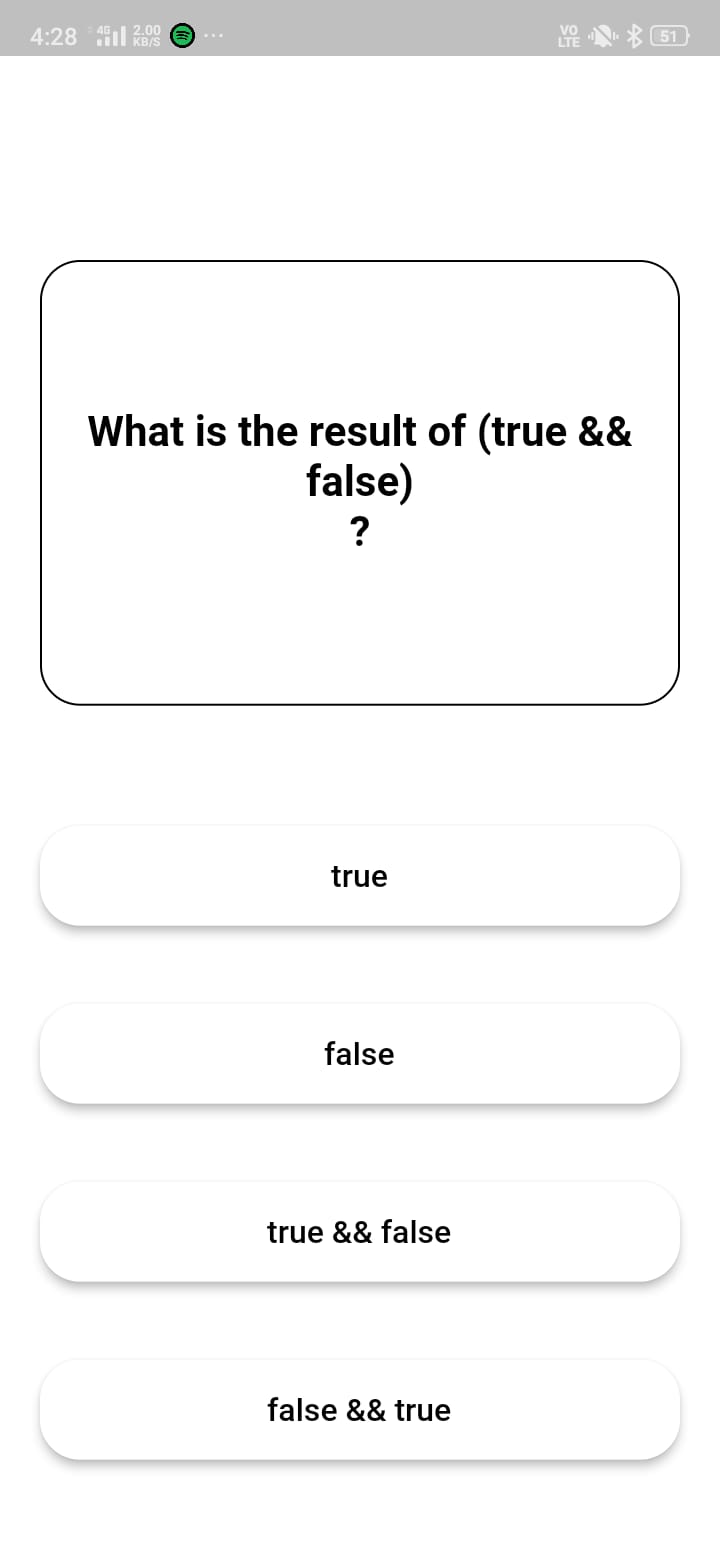 4:28 4G 2.00 KB/S ... VO LTE 51
What is the result of (true &&
false)
?
true
false
true && false
false && true